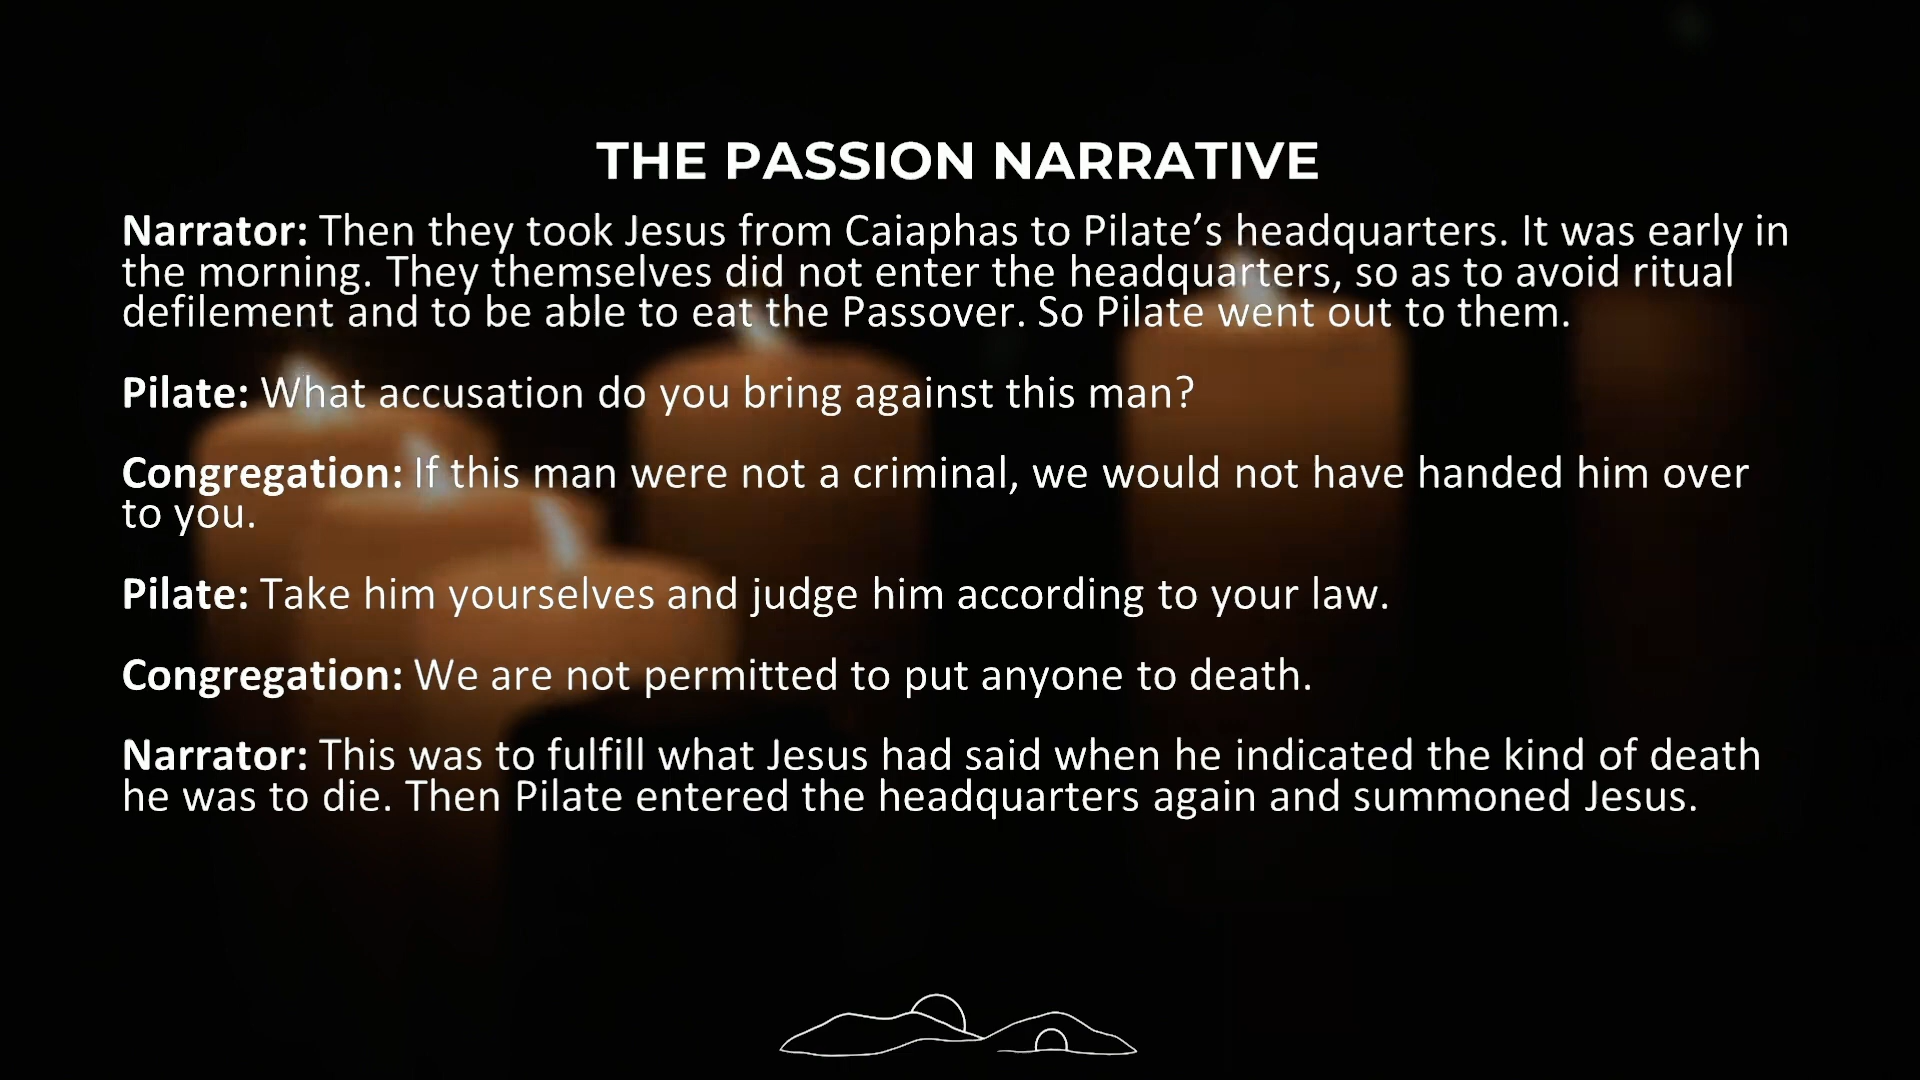 THE PASSION NARRATIVE
Narrator: Then they took Jesus from Caiaphas to Pilate’s headquarters. It was early in
the morning. They themselves did not enter the headquarters, so as to avoid ritual
defilement and to be able to eat the Passover. So Pilate went out to them.
Pilate: What accusation do you bring against this man?
Congregation: If this man were not a criminal, we would not have handed him over
to you.
Pilate: Take him yourselves and judge him according to your law.
Congregation: We are not permitted to put anyone to death.
Narrator: This was to fulfill what Jesus had said when he indicated the kind of death
he was to die. Then Pilate entered the headquarters again and summoned Jesus.